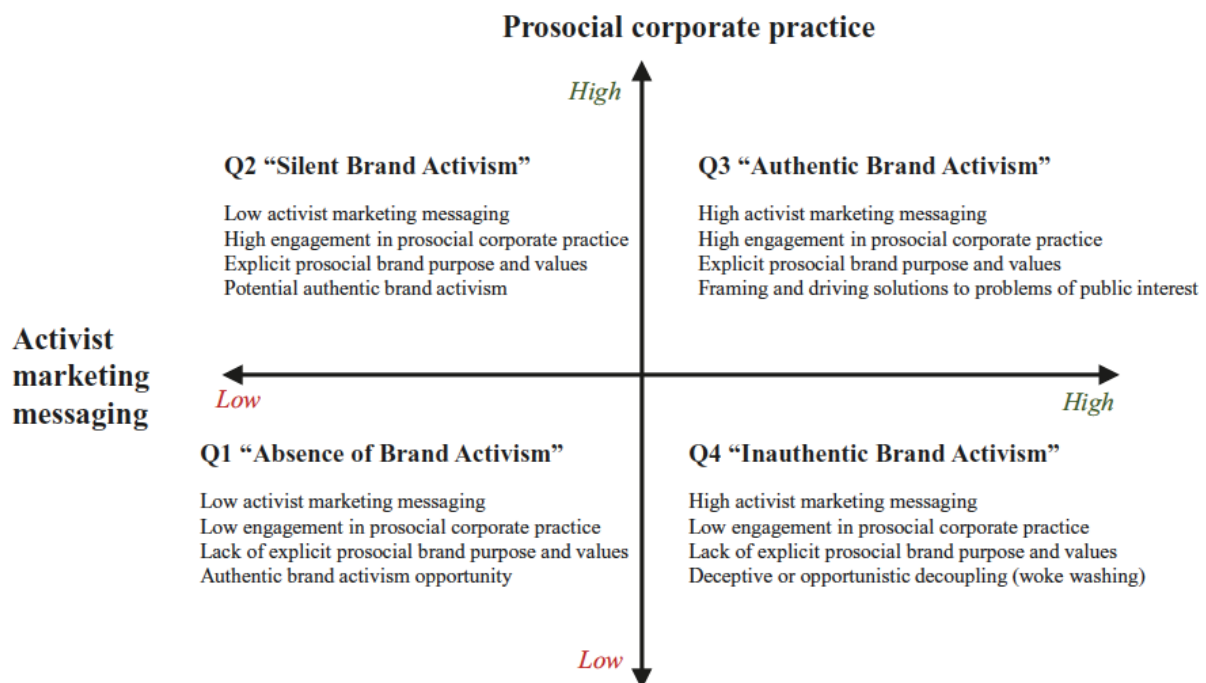 Prosocial corporate practice
High
Q2 “Silent Brand Activism”
Low activist marketing messaging
High engagement in prosocial corporate practice
Explicit prosocial brand purpose and values
Potential authentic brand activism
Q3 “Authentic Brand Activism”
High activist marketing messaging
High engagement in prosocial corporate practice
Explicit prosocial brand purpose and values
Framing and driving solutions to problems of public interest
Activist
marketing
messaging
Low
High
Q1 “Absence of Brand Activism”
Low activist marketing messaging
Low engagement in prosocial corporate practice
Lack of explicit prosocial brand purpose and values
Authentic brand activism opportunity
Q4 “Inauthentic Brand Activism”
High activist marketing messaging
Low engagement in prosocial corporate practice
Lack of explicit prosocial brand purpose and values
Deceptive or opportunistic decoupling (woke washing)
Low